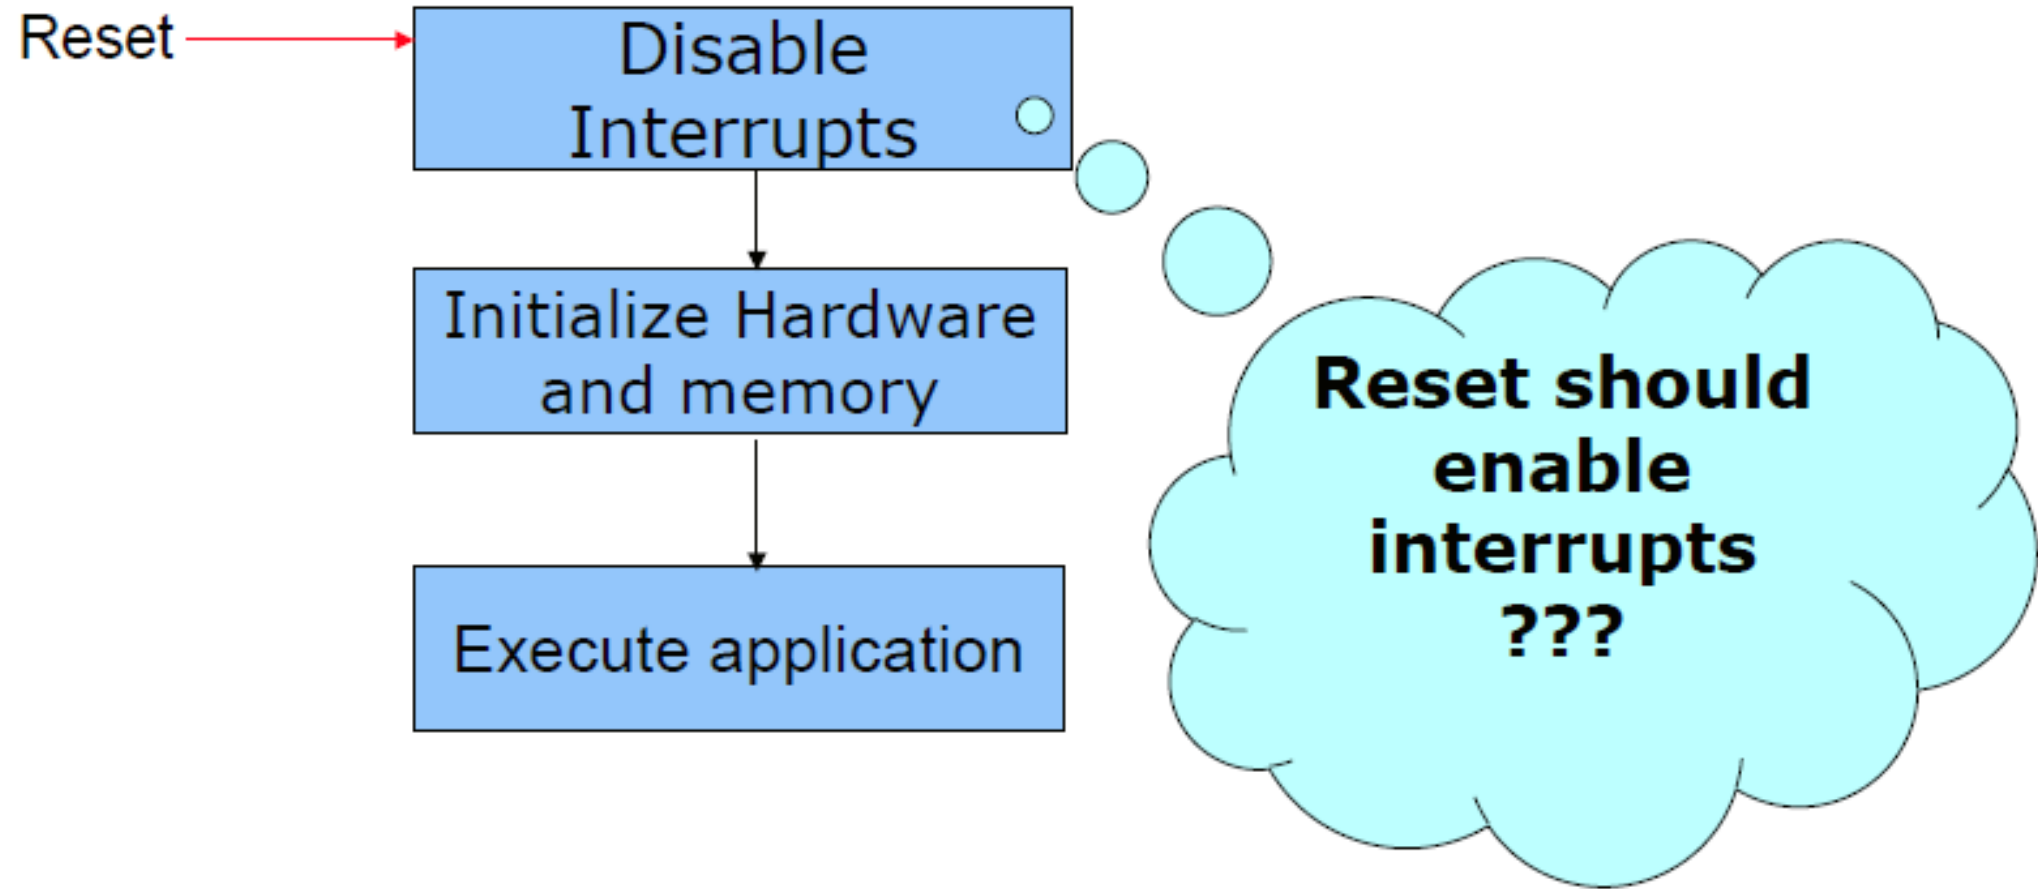 Reset
Disable
Interrupts
Initialize Hardware
and memory
Execute application
Reset should
enable
interrupts
???